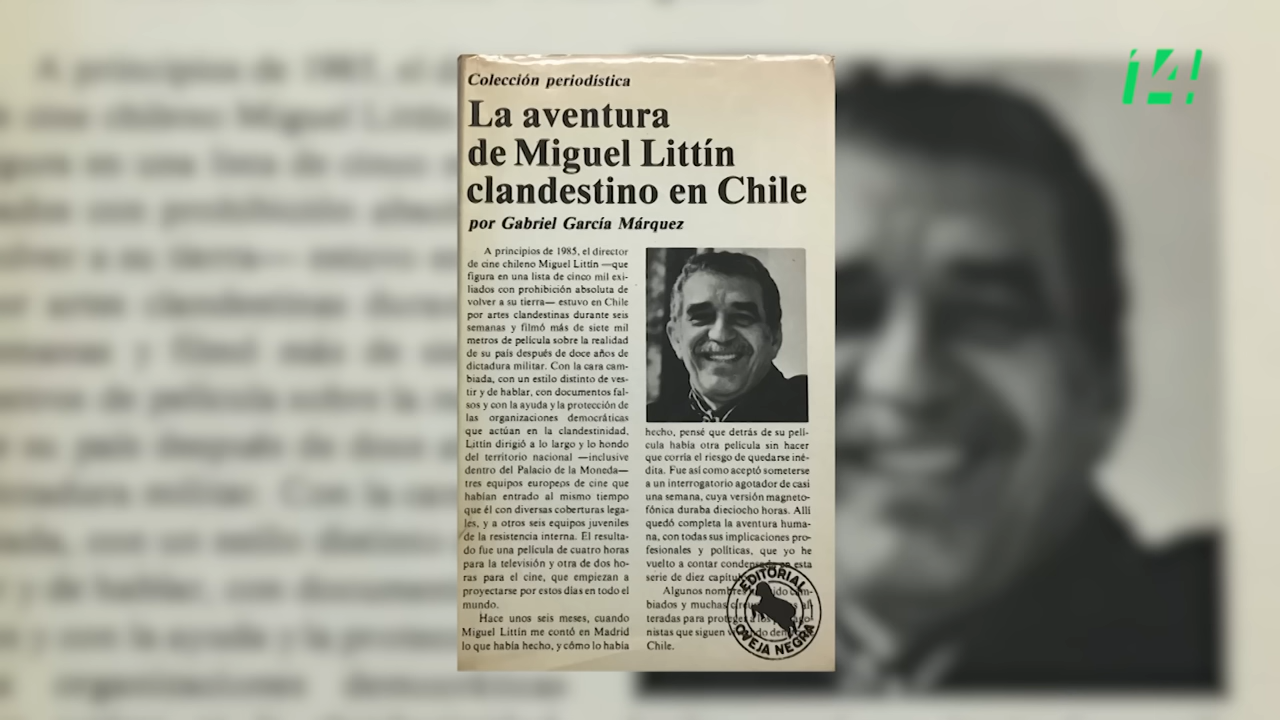 Colección periodística
La aventura
de Miguel Littín
clandestino en Chile
por Gabriel García Márquez
A principios de 1985, el director
de cine chileno Miguel Littín —que
figura en una lista de cinco mil exi-
liados con prohibición absoluta de
volver a su tierra— estuvo en Chile
por artes clandestinas durante seis
semanas y filmó más de siete mil
metros de película sobre la realidad
de su país después de doce años de
dictadura militar. Con la cara cam-
biada, con un estilo distinto de ves-
tir y de hablar, con documentos fal-
sos y con la ayuda y la protección de
las organizaciones democráticas
que actúan en la clandestinidad,
Littín dirigió a lo largo y lo hondo
del territorio nacional —inclusive
dentro del Palacio de la Moneda—
tres equipos europeos de cine que
habían entrado al mismo tiempo
que él con diversas coberturas lega-
les, y a otros seis equipos juveniles
de la resistencia interna. El resulta-
do fue una película de cuatro horas
para la televisión y otra de dos ho-
ras para el cine, que empiezan a
proyectarse por estos días en todo el
mundo.
Hace unos seis meses, cuando
Miguel Littín me contó en Madrid
lo que había hecho, y cómo lo había
hecho, pensé que detrás de su pelí-
cula había otra película sin hacer
que corría el riesgo de quedarse iné-
dita. Fue así como aceptó someterse
a un interrogatorio agotador de casi
una semana, cuya versión magneto-
fónica duraba dieciocho horas. Allí
quedó completa la aventura huma-
na, con todas sus implicaciones pro-
fesionales y políticas, que yo he
vuelto a contar condensada en esta
serie de diez
Algunos
biados y muchas
teradas para
nistas que siguen
Chile.
EDITORIAL
OVEJA NEGRA
14!